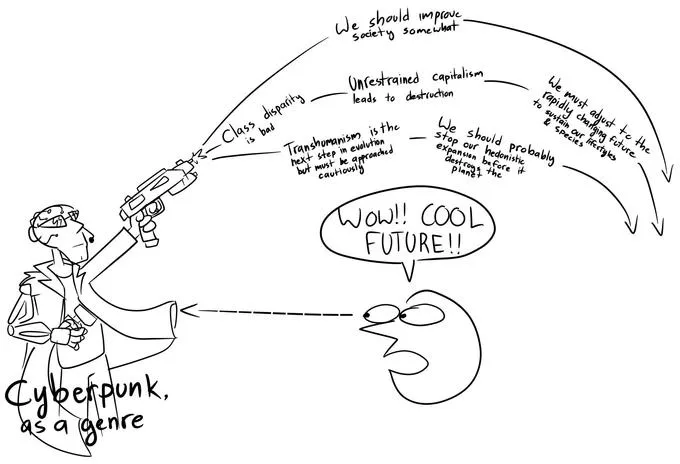 We should improve
society somewhat
Unrestrained capitalism
leads to destruction
We must adjust to the
rapidly changing future
to sustain our lifestyles
& species
Class disparity
is bad
Transhumanism is the
next step in evolution
but must be approached
cautiously
We should probably
stop our hedonistic
expansion before it
destroys the
planet
WOW!! COOL
FUTURE!!
Cyberpunk,
as a genre